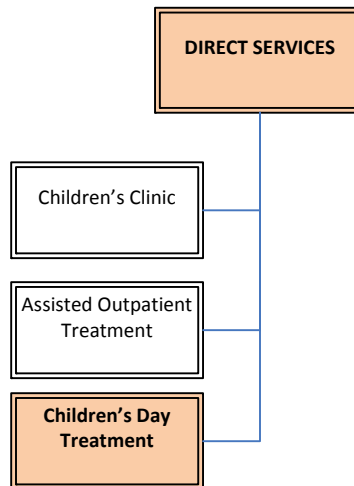 DIRECT SERVICES
Children’s Clinic
Assisted Outpatient
Treatment
Children’s Day
Treatment